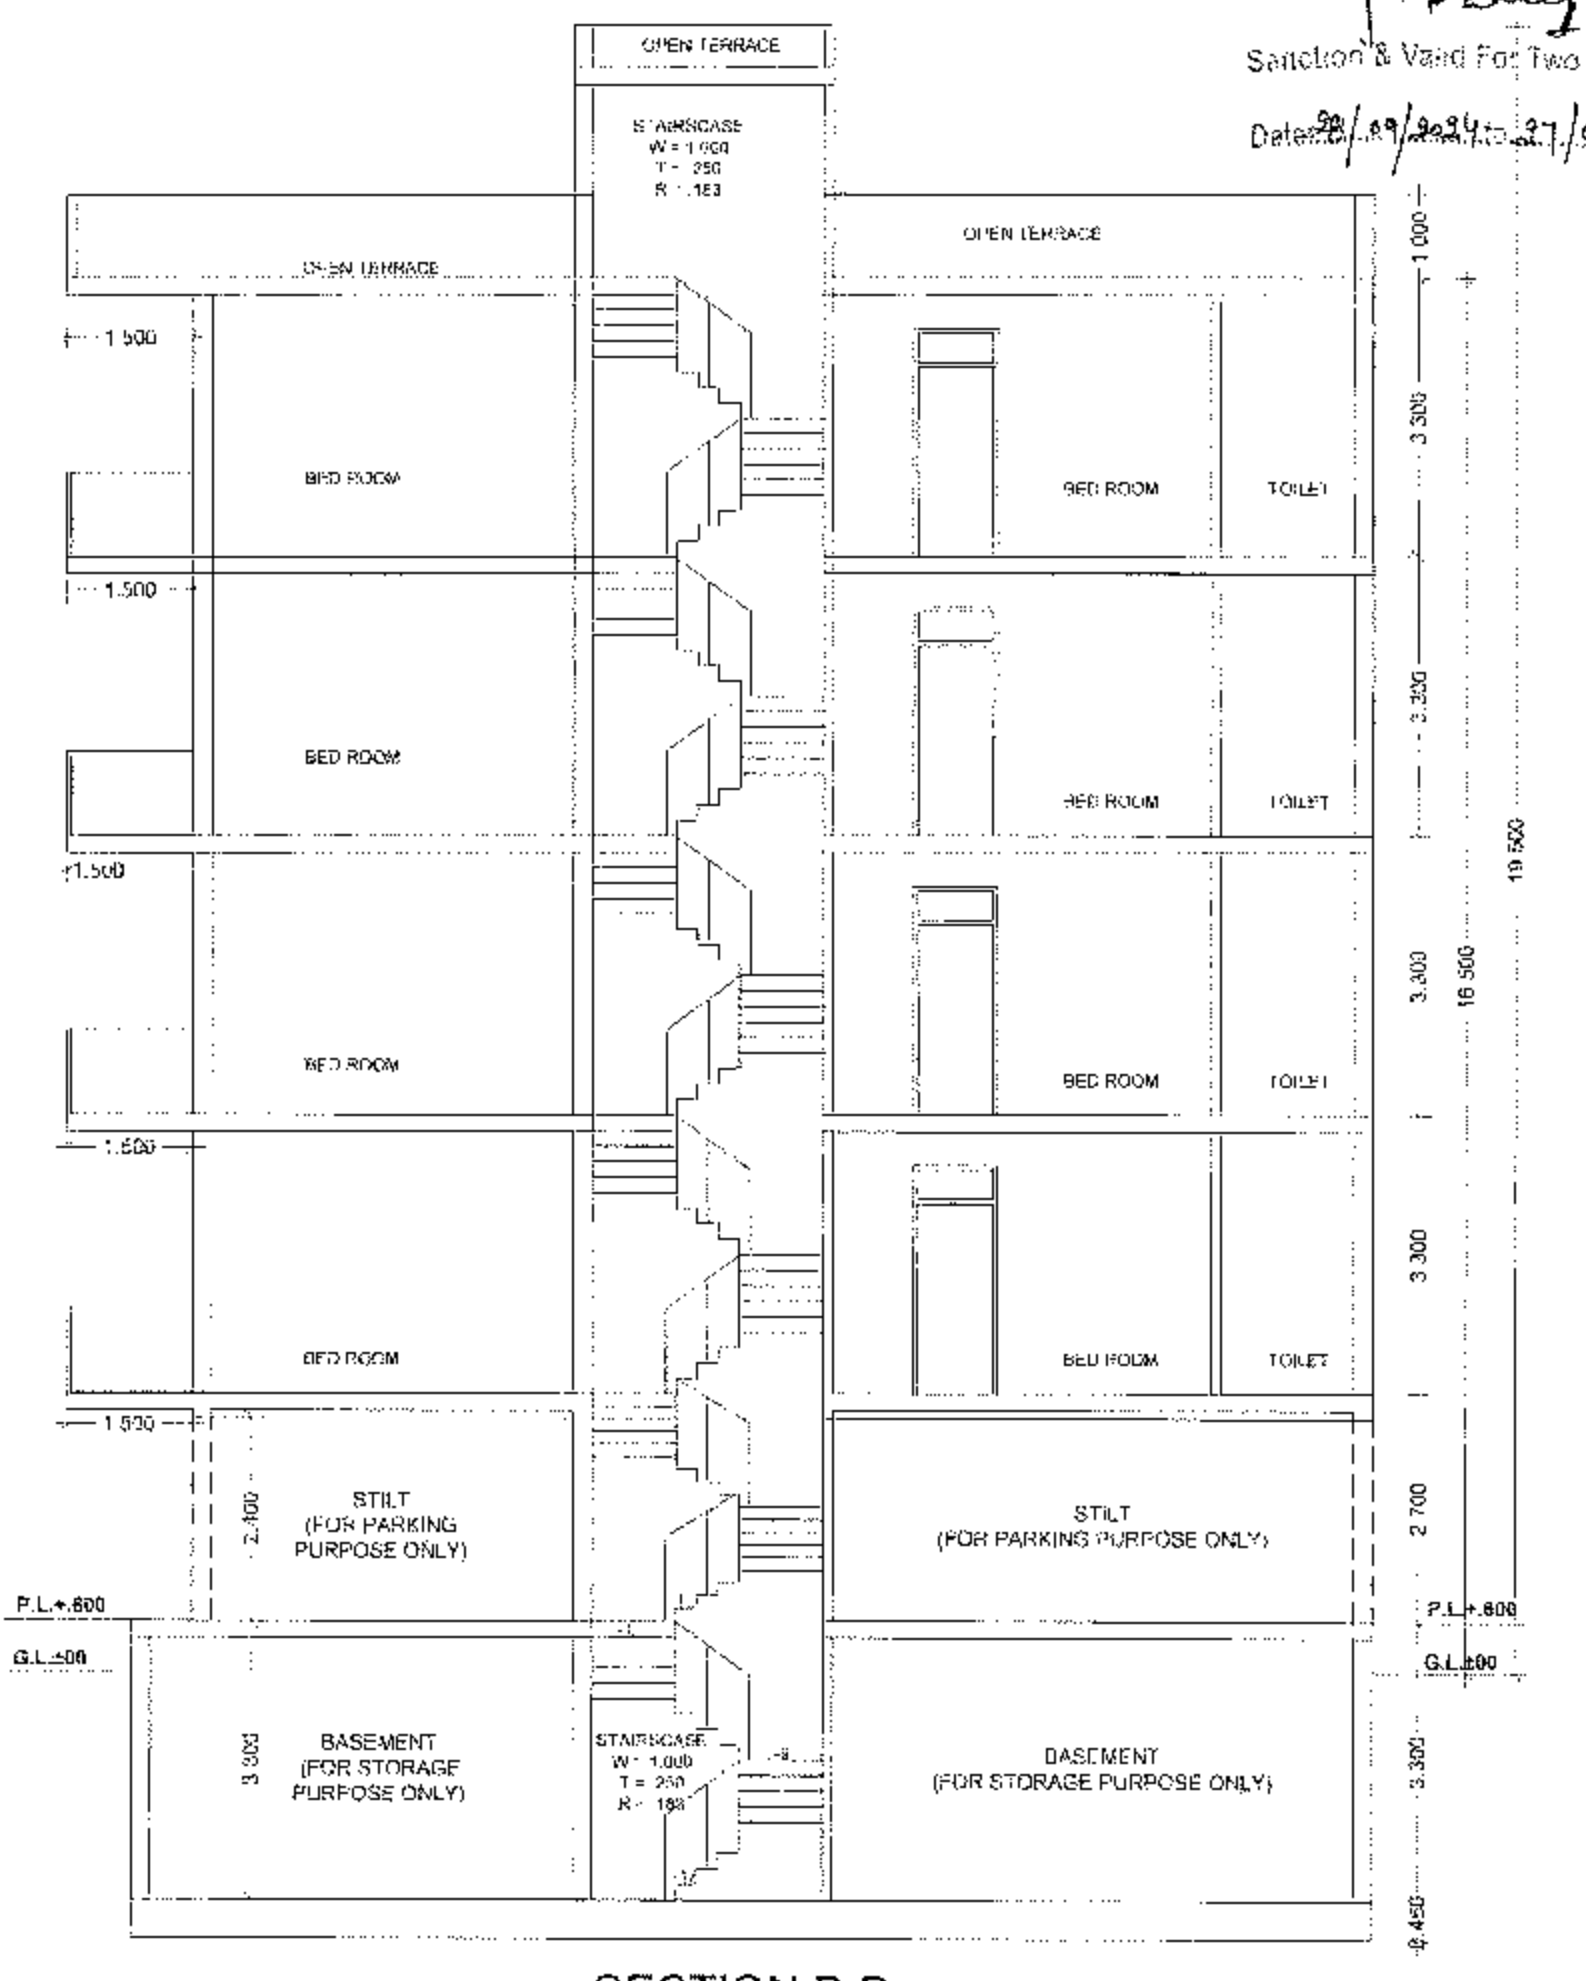 Sanction & Valid For Two
OPEN TERRACE
STAIRSCASE
W = 1.000
T = .250
R = .183
OPEN TERRACE
OPEN TERRACE
1.000
1.500
3.300
BED ROOM
BED ROOM
TOILET
1.500
3.300
BED ROOM
BED ROOM
TOILET
19.500
1.500
3.300
16.500
BED ROOM
BED ROOM
TOILET
1.500
3.300
BED ROOM
BED ROOM
TOILET
1.500
2.400
STILT
(FOR PARKING
PURPOSE ONLY)
STILT
(FOR PARKING PURPOSE ONLY)
2.700
P.L.+.600
P.L.+.600
G.L.±00
G.L.±00
3.300
BASEMENT
(FOR STORAGE
PURPOSE ONLY)
STAIRSCASE
W = 1.000
T = .250
R = .183
BASEMENT
(FOR STORAGE PURPOSE ONLY)
3.300
0.450